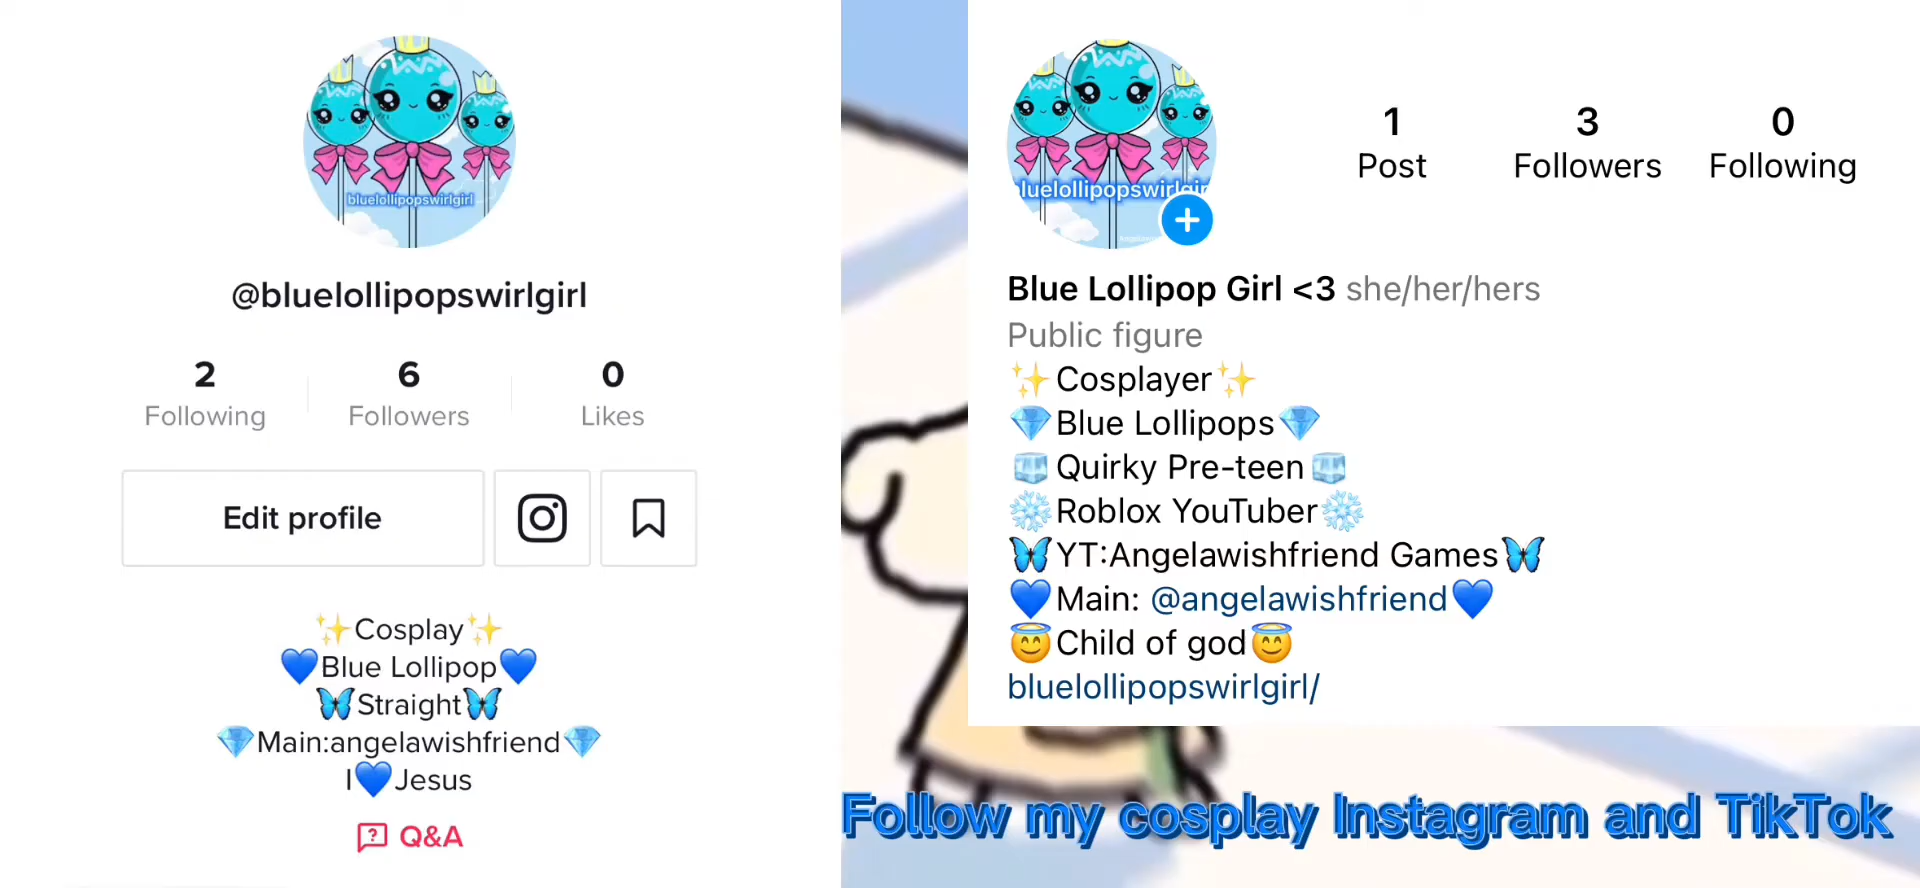 bluelollipopswirlgirl
@bluelollipopswirlgirl
2
6
0
Following
Followers
Likes
Edit profile
✨Cosplay✨
💙Blue Lollipop💙
🦋Straight🦋
💎Main:angelawishfriend💎
I💙Jesus
Q&A
bluelollipopswirlgirl
1
3
0
Post
Followers
Following
Blue Lollipop Girl <3 she/her/hers
Public figure
✨Cosplayer✨
💎Blue Lollipops💎
🧊Quirky Pre-teen🧊
❄️Roblox YouTuber❄️
🦋YT:Angelawishfriend Games🦋
💙Main: @angelawishfriend💙
😇Child of god😇
bluelollipopswirlgirl/
Follow my cosplay Instagram and TikTok